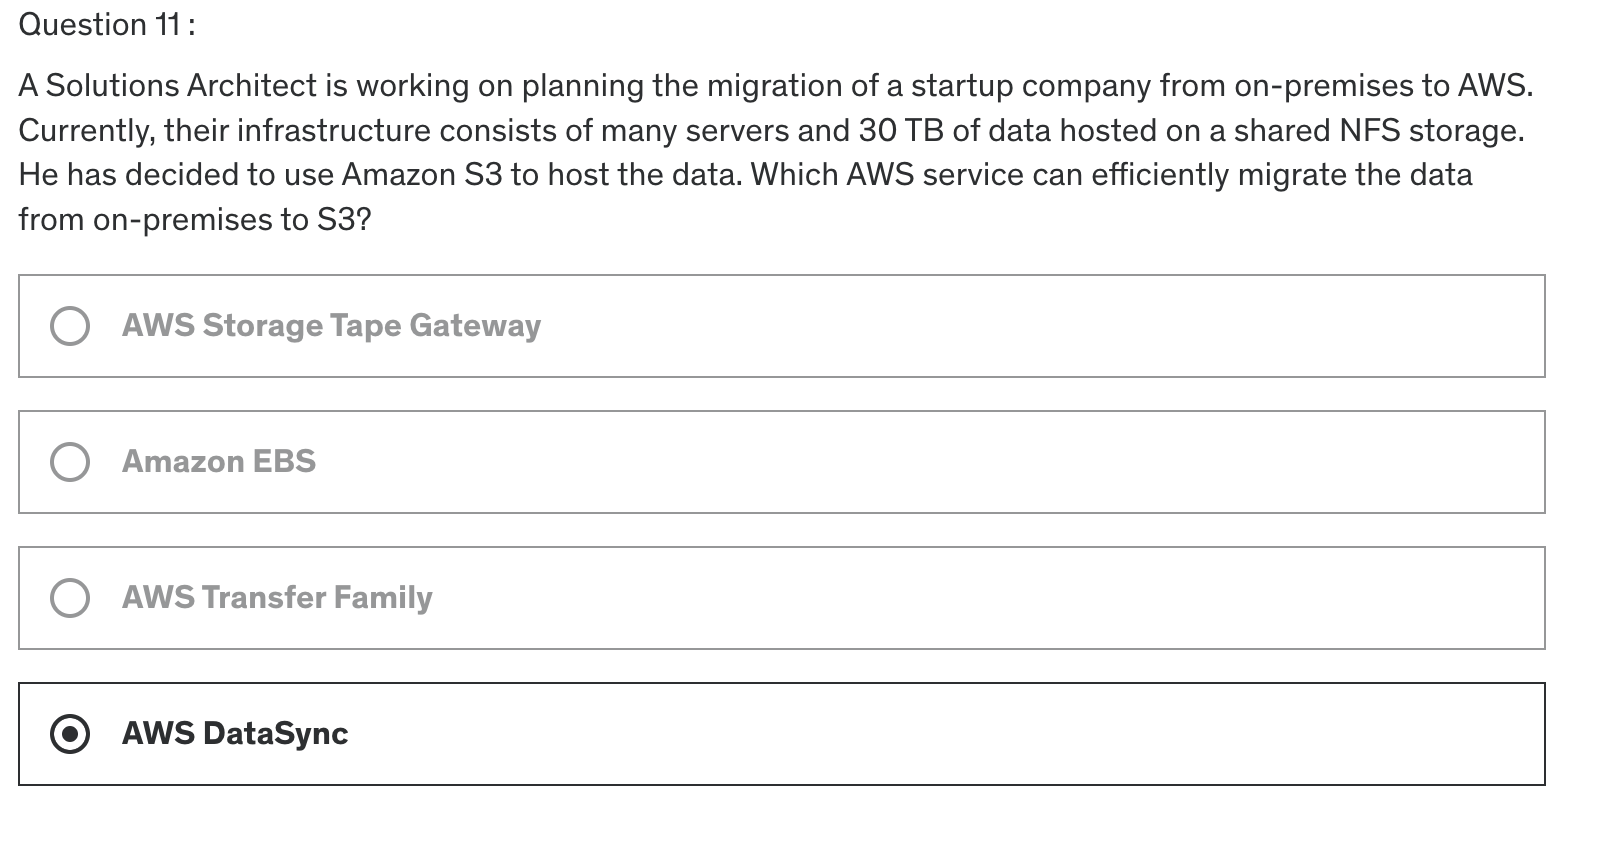 Question 11 :
A Solutions Architect is working on planning the migration of a startup company from on-premises to AWS.
Currently, their infrastructure consists of many servers and 30 TB of data hosted on a shared NFS storage.
He has decided to use Amazon S3 to host the data. Which AWS service can efficiently migrate the data
from on-premises to S3?
AWS Storage Tape Gateway
Amazon EBS
AWS Transfer Family
AWS DataSync